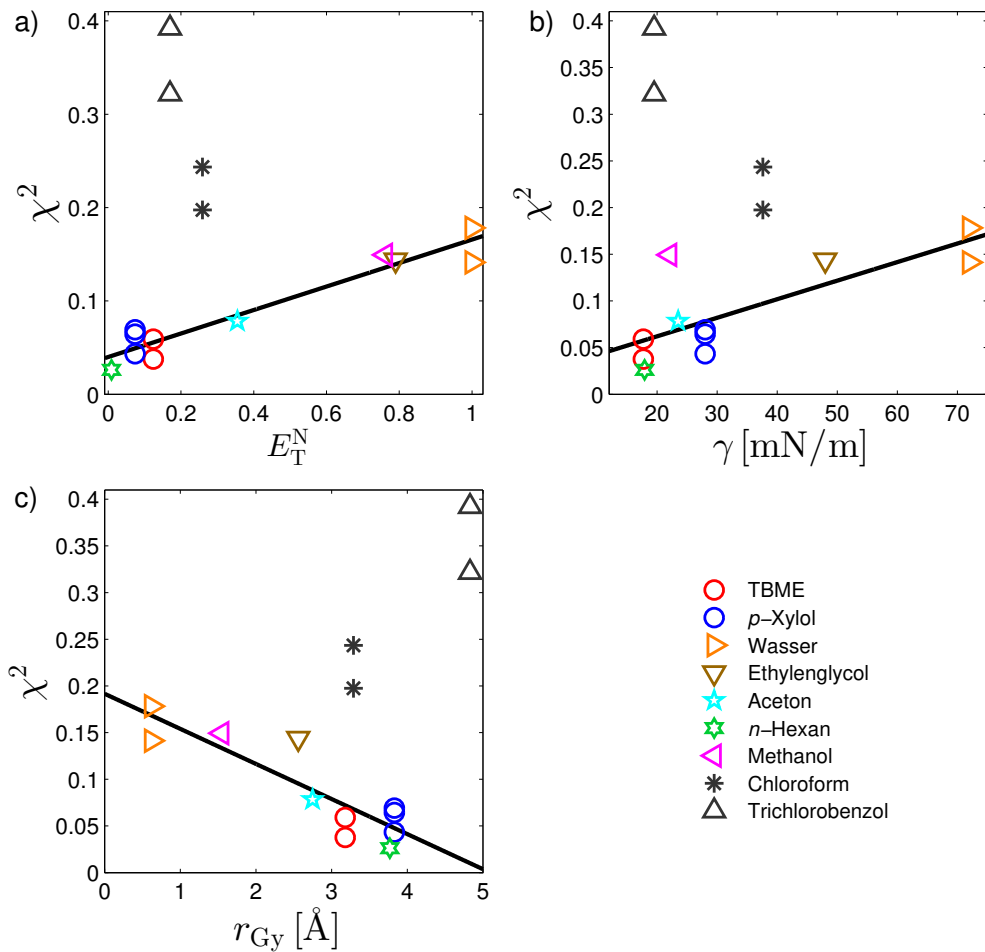 a)
0.4
0.3
0.2
0.1
0
χ²
0 0.2 0.4 0.6 0.8 1
E_T^N
b)
0.4
0.35
0.3
0.25
0.2
0.15
0.1
0.05
0
χ²
20 30 40 50 60 70
γ [mN/m]
c)
0.4
0.35
0.3
0.25
0.2
0.15
0.1
0.05
0
χ²
0 1 2 3 4 5
r_Gy [Å]
TBME
p−Xylol
Wasser
Ethylenglycol
Aceton
n−Hexan
Methanol
Chloroform
Trichlorobenzol